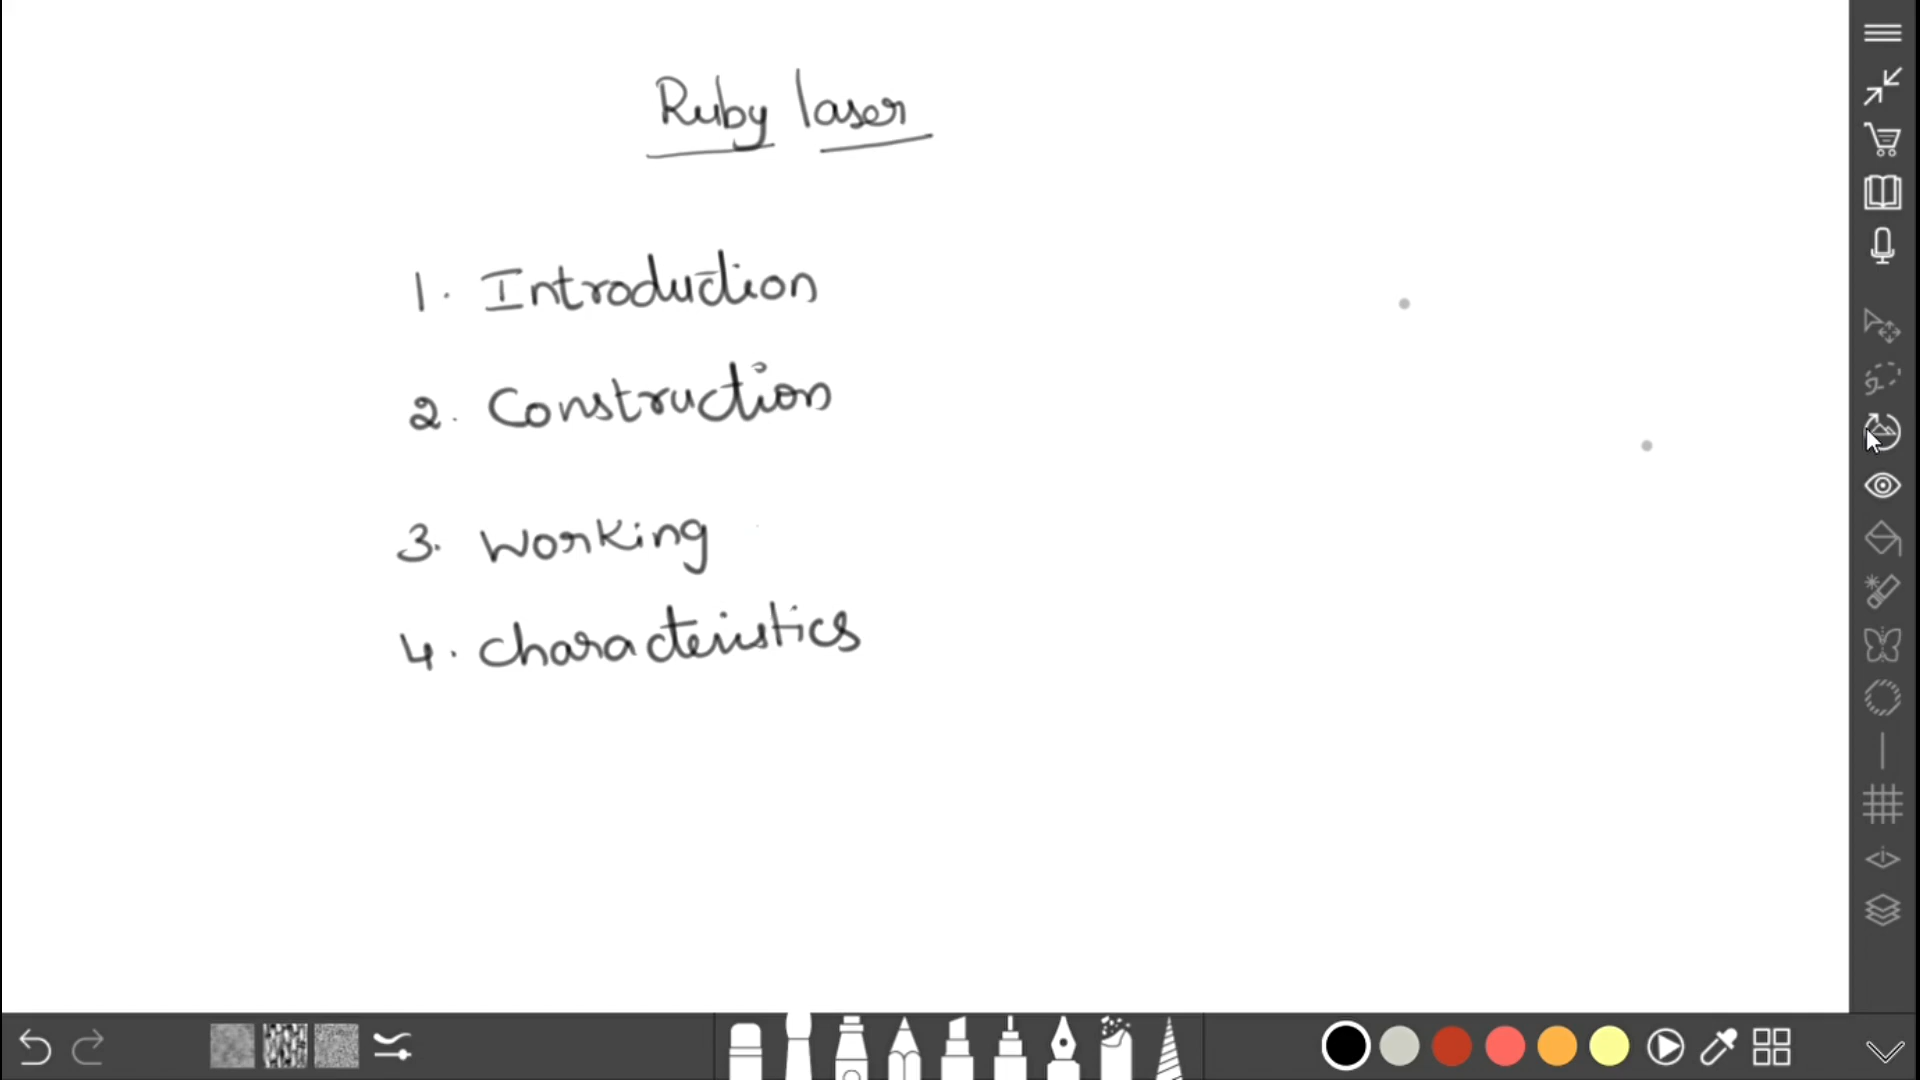 Ruby laser
1. Introduction
2. Construction
3. Working
4. Characteristics